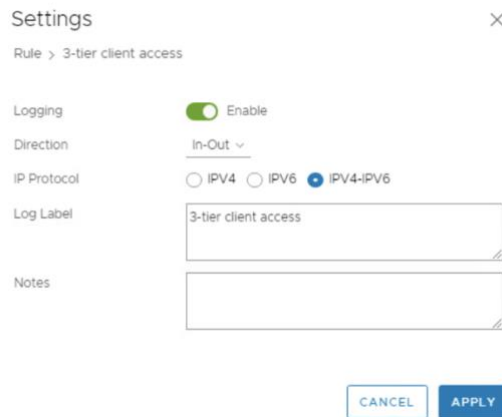 Settings
Rule > 3-tier client access
Logging Enable
Direction In-Out
IP Protocol IPV4 IPV6 IPV4-IPV6
Log Label 3-tier client access
Notes
CANCEL APPLY